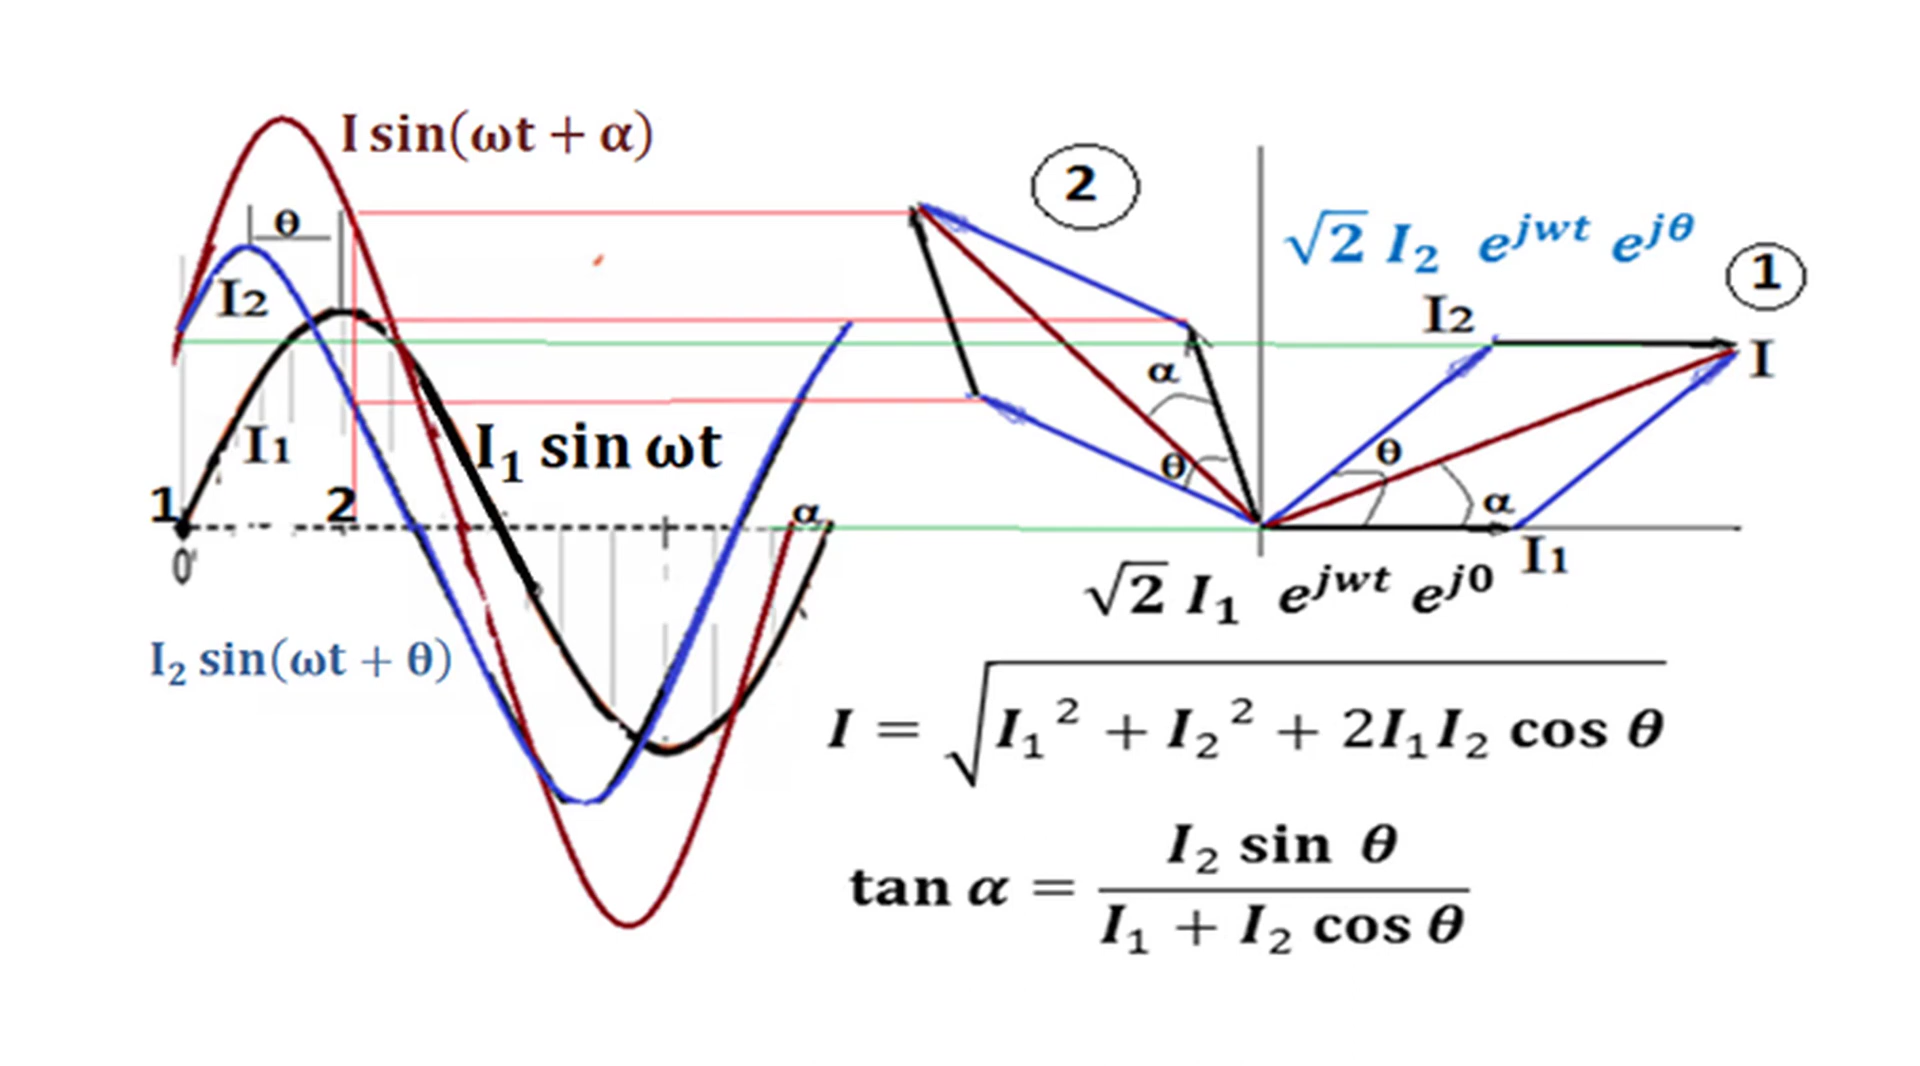 I sin(ωt + α)
2
θ
√2 I₂ e^jwt e^jθ
1
I₂
I₂
I
α
I₁
I₁ sin ωt
θ
θ
α
1
2
α
0
I₁
√2 I₁ e^jwt e^j0
I₂ sin(ωt + θ)
I = √(I₁² + I₂² + 2I₁I₂ cos θ)
tan α = I₂ sin θ / (I₁ + I₂ cos θ)